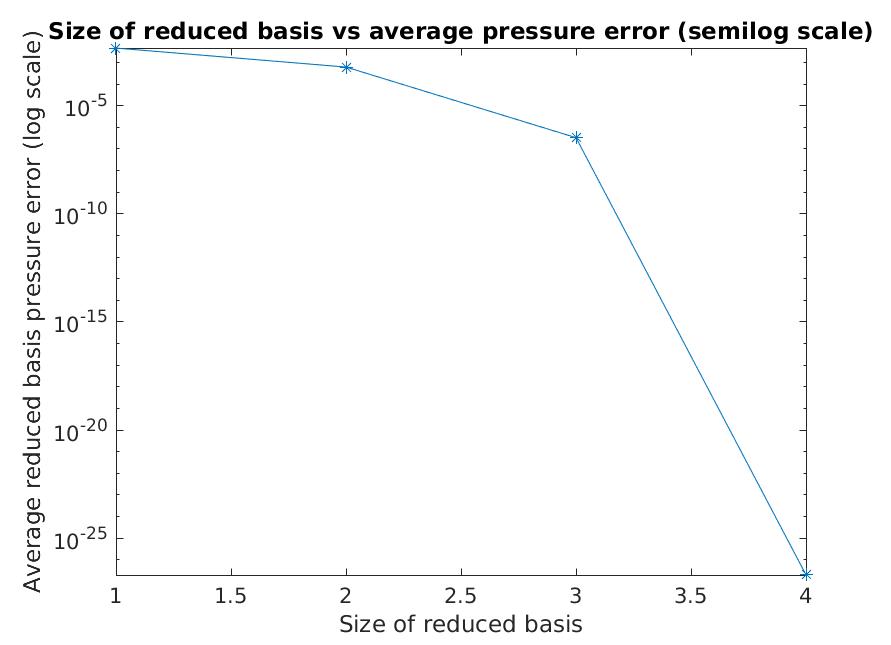 Size of reduced basis vs average pressure error (semilog scale)
Average reduced basis pressure error (log scale)
10^-5
10^-10
10^-15
10^-20
10^-25
1 1.5 2 2.5 3 3.5 4
Size of reduced basis